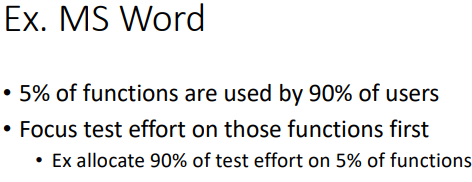 Ex. MS Word
• 5% of functions are used by 90% of users
• Focus test effort on those functions first
• Ex allocate 90% of test effort on 5% of functions